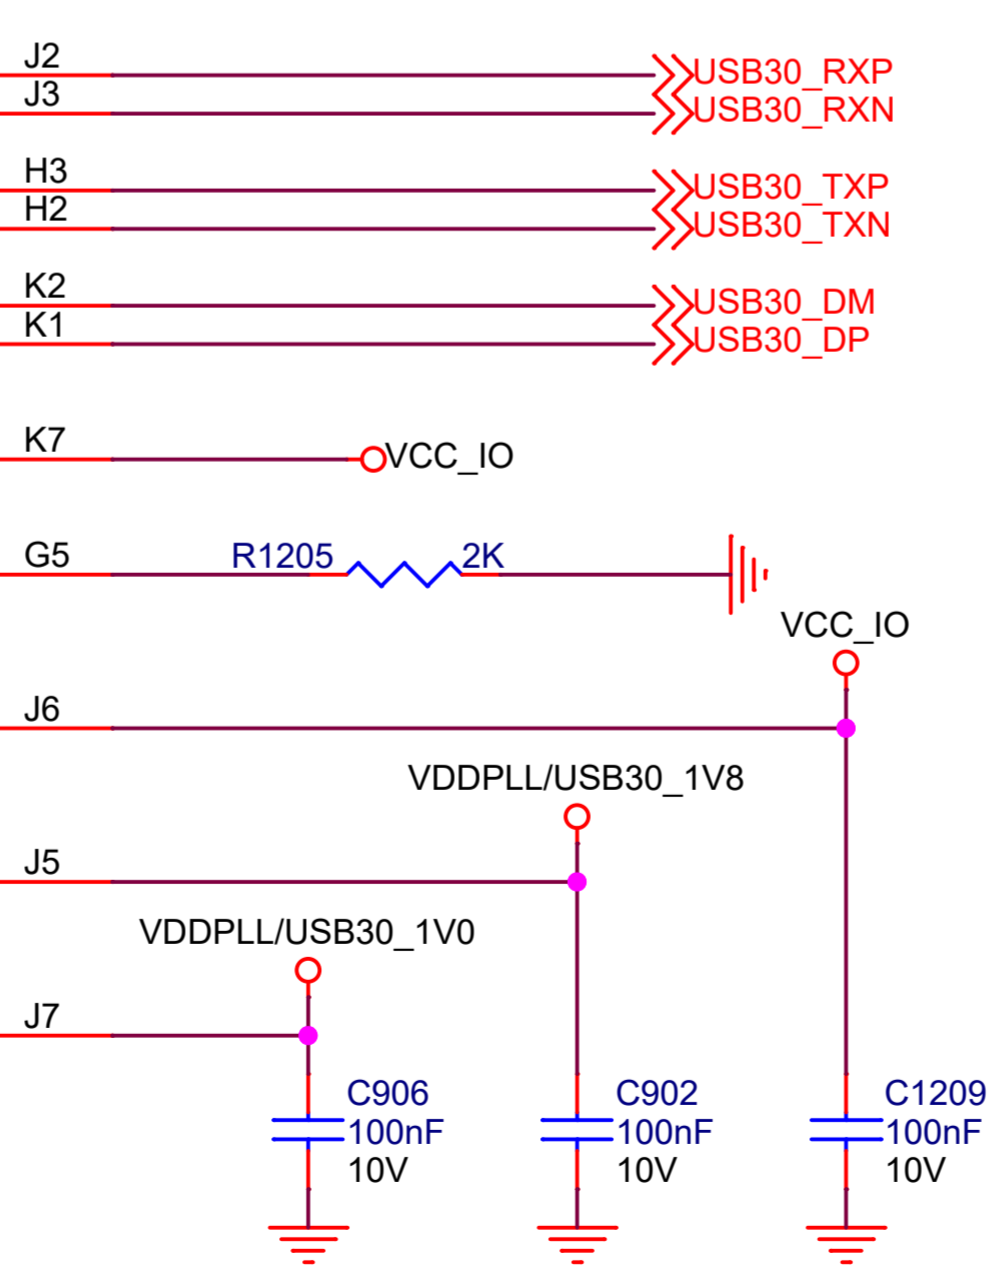 J2
USB30_RXP
J3
USB30_RXN
H3
USB30_TXP
H2
USB30_TXN
K2
USB30_DM
K1
USB30_DP
K7
VCC_IO
G5
R1205
2K
VCC_IO
J6
VDDPLL/USB30_1V8
J5
VDDPLL/USB30_1V0
J7
C906
100nF
10V
C902
100nF
10V
C1209
100nF
10V